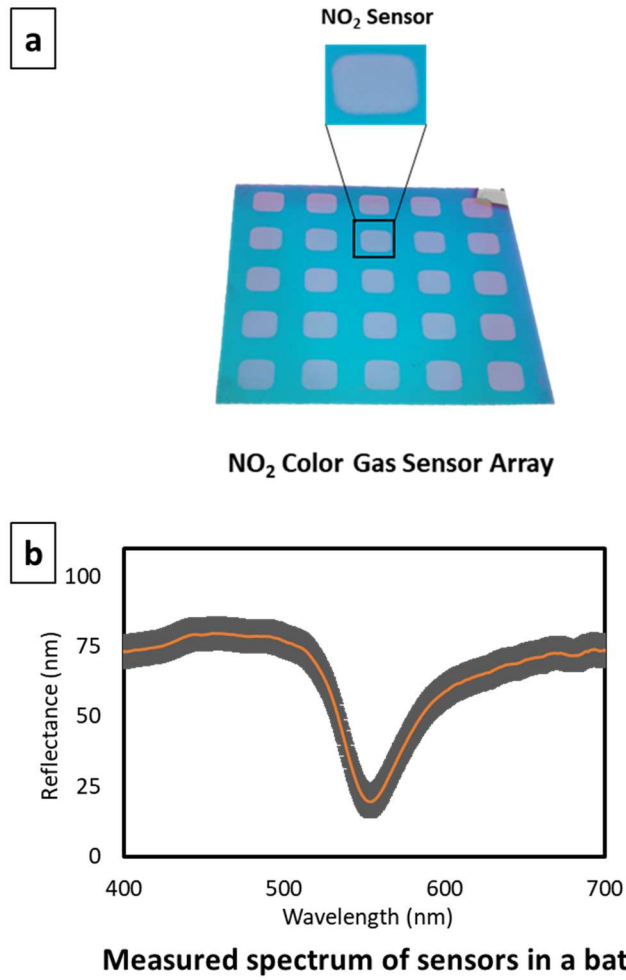 a
NO₂ Sensor
NO₂ Color Gas Sensor Array
b
Reflectance (nm)
100
75
50
25
0
400 500 600 700
Wavelength (nm)
Measured spectrum of sensors in a bat